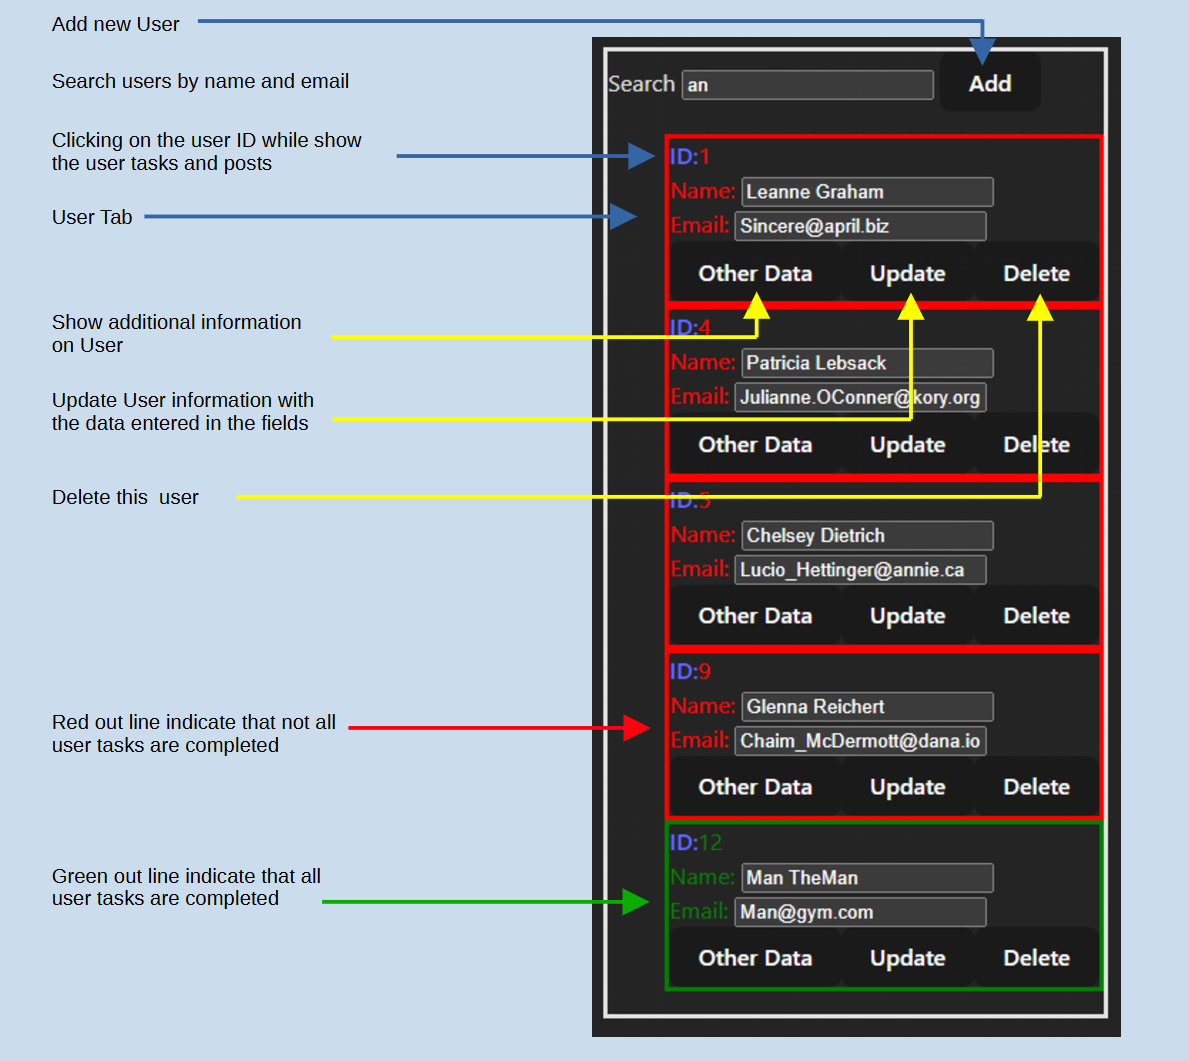 Add new User
Search users by name and email
Clicking on the user ID while show
the user tasks and posts
User Tab
Show additional information
on User
Update User information with
the data entered in the fields
Delete this  user
Red out line indicate that not all
user tasks are completed
Green out line indicate that all
user tasks are completed
Search an Add
ID:1
Name: Leanne Graham
Email: Sincere@april.biz
Other Data Update Delete
ID:4
Name: Patricia Lebsack
Email: Julianne.OConner@kory.org
Other Data Update Delete
ID:5
Name: Chelsey Dietrich
Email: Lucio_Hettinger@annie.ca
Other Data Update Delete
ID:9
Name: Glenna Reichert
Email: Chaim_McDermott@dana.io
Other Data Update Delete
ID:12
Name: Man TheMan
Email: Man@gym.com
Other Data Update Delete